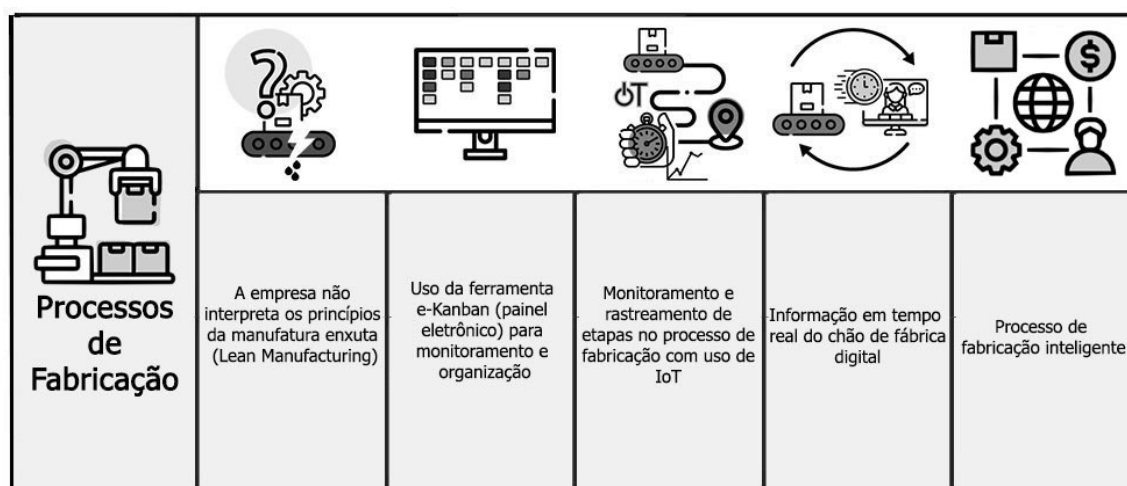 Processos
de
Fabricação
A empresa não
interpreta os princípios
da manufatura enxuta
(Lean Manufacturing)
Uso da ferramenta
e-Kanban (painel
eletrônico) para
monitoramento e
organização
IoT
Monitoramento e
rastreamento de
etapas no processo de
fabricação com uso de
IoT
Informação em tempo
real do chão de fábrica
digital
Processo de
fabricação inteligente